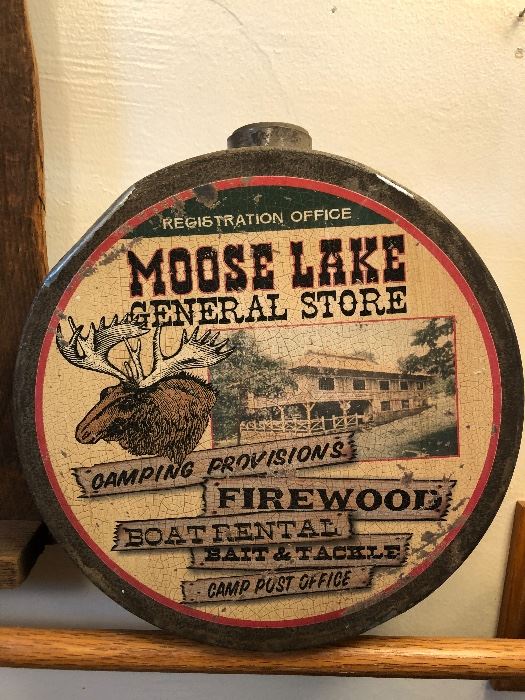 REGISTRATION OFFICE
MOOSE LAKE
GENERAL STORE
CAMPING PROVISIONS
FIREWOOD
BOAT RENTAL
BAIT & TACKLE
CAMP POST OFFICE